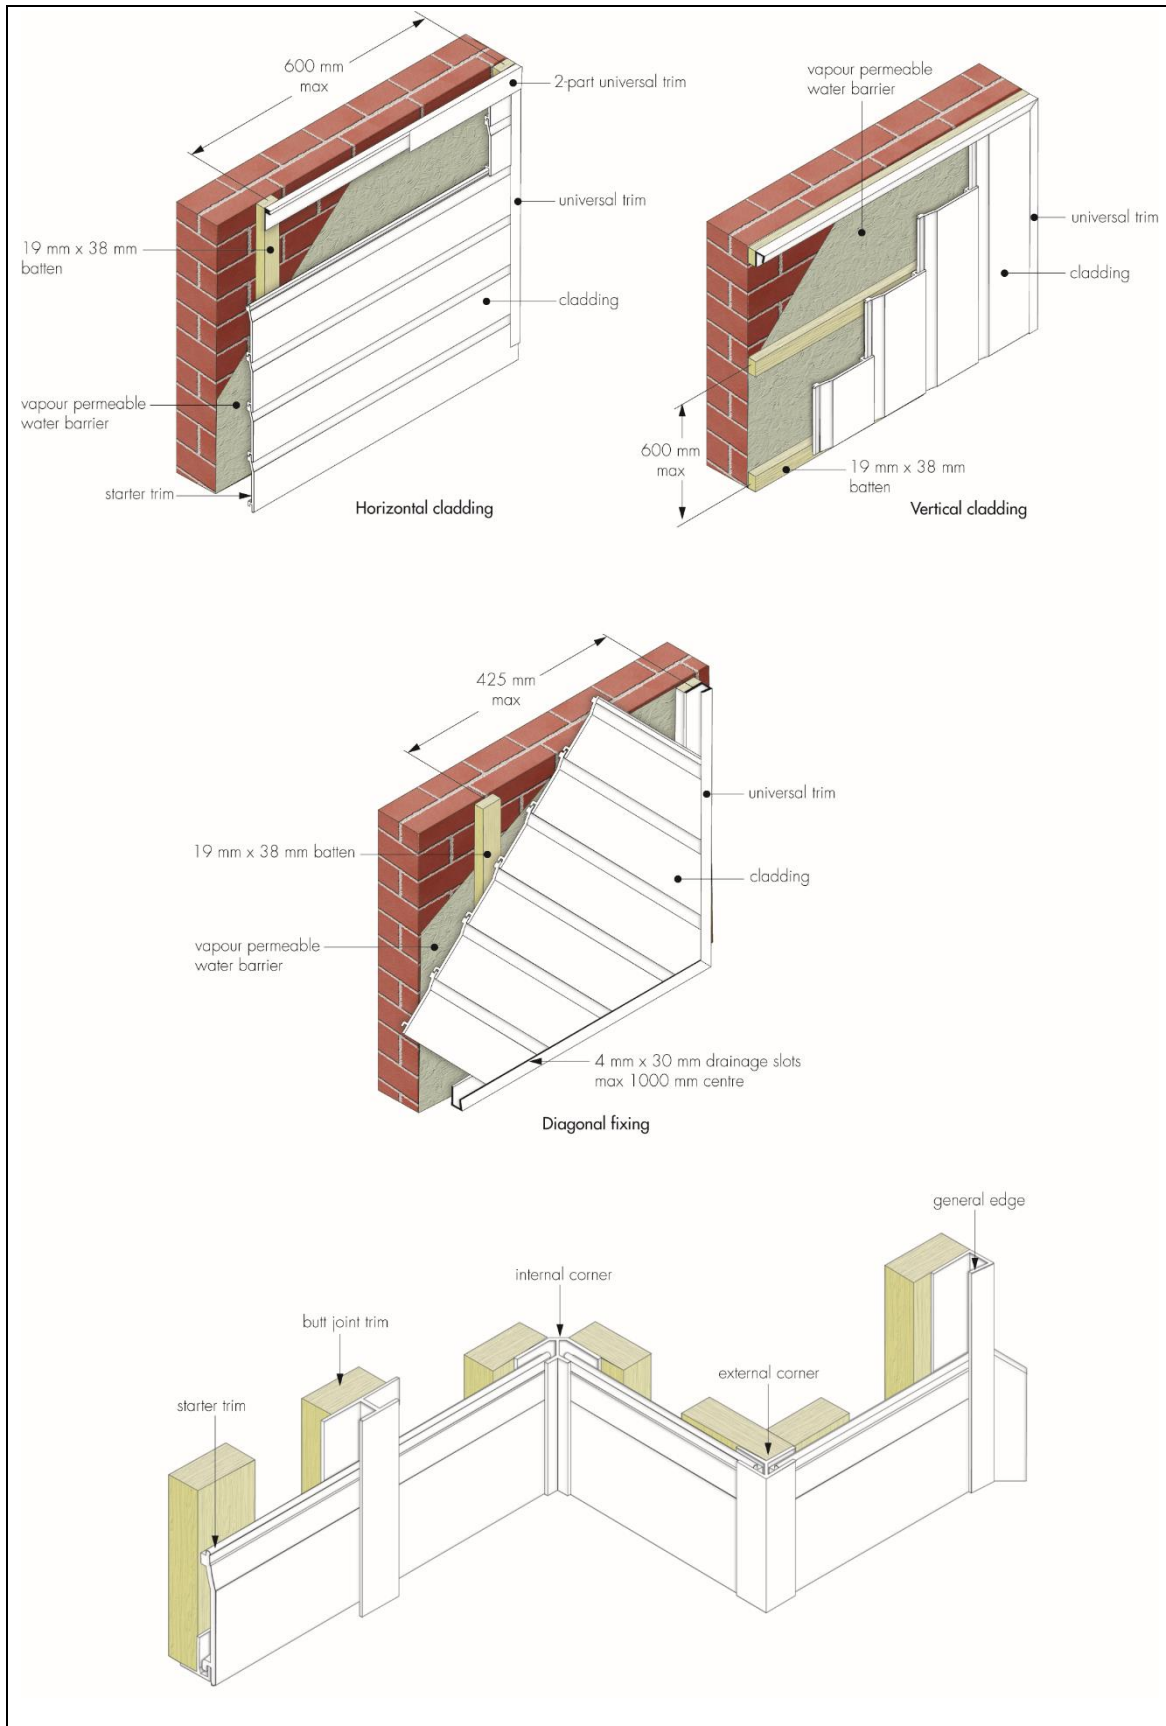 600 mm
max
2-part universal trim
universal trim
19 mm x 38 mm
batten
cladding
vapour permeable
water barrier
starter trim
Horizontal cladding
vapour permeable
water barrier
universal trim
cladding
600 mm
max
19 mm x 38 mm
batten
Vertical cladding
425 mm
max
universal trim
19 mm x 38 mm batten
cladding
vapour permeable
water barrier
4 mm x 30 mm drainage slots
max 1000 mm centre
Diagonal fixing
general edge
internal corner
butt joint trim
external corner
starter trim